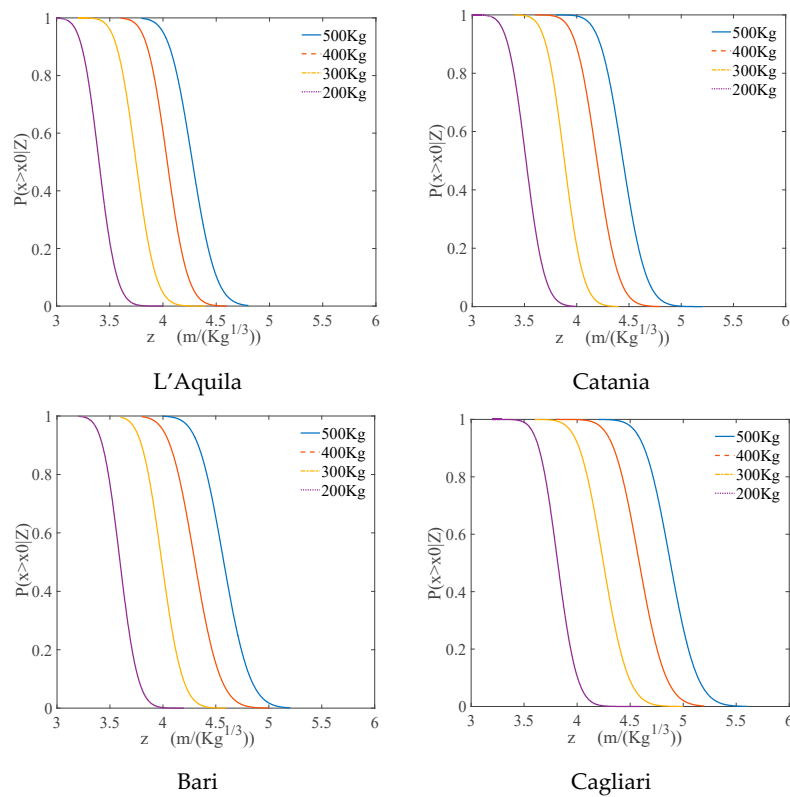 1
0.8
0.6
0.4
0.2
0
P(x>x0|Z)
500Kg
400Kg
300Kg
200Kg
3 3.5 4 4.5 5 5.5 6
z (m/(Kg^1/3))
L'Aquila
1
0.8
0.6
0.4
0.2
0
P(x>x0|Z)
500Kg
400Kg
300Kg
200Kg
3 3.5 4 4.5 5 5.5 6
z (m/(Kg^1/3))
Catania
1
0.8
0.6
0.4
0.2
0
P(x>x0|Z)
500Kg
400Kg
300Kg
200Kg
3 3.5 4 4.5 5 5.5 6
z (m/(Kg^1/3))
Bari
1
0.8
0.6
0.4
0.2
0
P(x>x0|Z)
500Kg
400Kg
300Kg
200Kg
3 3.5 4 4.5 5 5.5 6
z (m/(Kg^1/3))
Cagliari